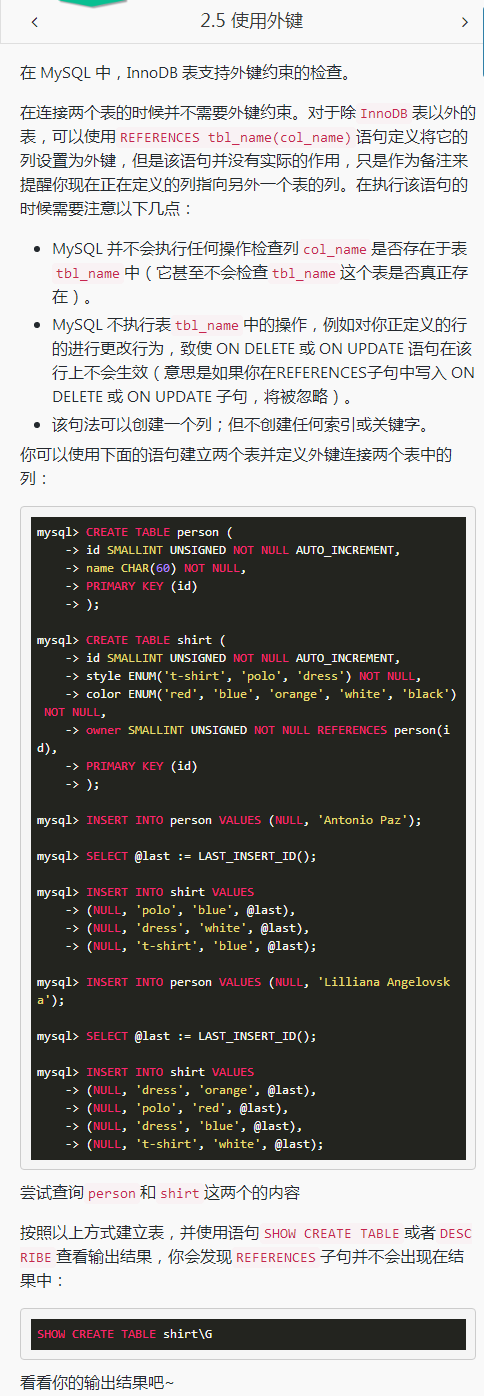 2.5 使用外键
在 MySQL 中，InnoDB 表支持外键约束的检查。
在连接两个表的时候并不需要外键约束。对于除 InnoDB 表以外的
表，可以使用 REFERENCES tbl_name(col_name) 语句定义将它的
列设置为外键，但是该语句并没有实际的作用，只是作为备注来
提醒你现在正在定义的列指向另外一个表的列。在执行该语句的
时候需要注意以下几点：
MySQL 并不会执行任何操作检查列 col_name 是否存在于表
tbl_name 中（它甚至不会检查 tbl_name 这个表是否真正存
在）。
MySQL 不执行表 tbl_name 中的操作，例如对你正定义的行
的进行更改行为，致使 ON DELETE 或 ON UPDATE 语句在该
行上不会生效（意思是如果你在REFERENCES子句中写入 ON
DELETE 或 ON UPDATE 子句，将被忽略）。
该句法可以创建一个列；但不创建任何索引或关键字。
你可以使用下面的语句建立两个表并定义外键连接两个表中的
列：
mysql> CREATE TABLE person (
-> id SMALLINT UNSIGNED NOT NULL AUTO_INCREMENT,
-> name CHAR(60) NOT NULL,
-> PRIMARY KEY (id)
-> );
mysql> CREATE TABLE shirt (
-> id SMALLINT UNSIGNED NOT NULL AUTO_INCREMENT,
-> style ENUM('t-shirt', 'polo', 'dress') NOT NULL,
-> color ENUM('red', 'blue', 'orange', 'white', 'black')
NOT NULL,
-> owner SMALLINT UNSIGNED NOT NULL REFERENCES person(i
d),
-> PRIMARY KEY (id)
-> );
mysql> INSERT INTO person VALUES (NULL, 'Antonio Paz');
mysql> SELECT @last := LAST_INSERT_ID();
mysql> INSERT INTO shirt VALUES
-> (NULL, 'polo', 'blue', @last),
-> (NULL, 'dress', 'white', @last),
-> (NULL, 't-shirt', 'blue', @last);
mysql> INSERT INTO person VALUES (NULL, 'Lilliana Angelovsk
a');
mysql> SELECT @last := LAST_INSERT_ID();
mysql> INSERT INTO shirt VALUES
-> (NULL, 'dress', 'orange', @last),
-> (NULL, 'polo', 'red', @last),
-> (NULL, 'dress', 'blue', @last),
-> (NULL, 't-shirt', 'white', @last);
尝试查询 person 和 shirt 这两个的内容
按照以上方式建立表，并使用语句 SHOW CREATE TABLE 或者 DESC
RIBE 查看输出结果，你会发现 REFERENCES 子句并不会出现在结
果中：
SHOW CREATE TABLE shirt\G
看看你的输出结果吧~